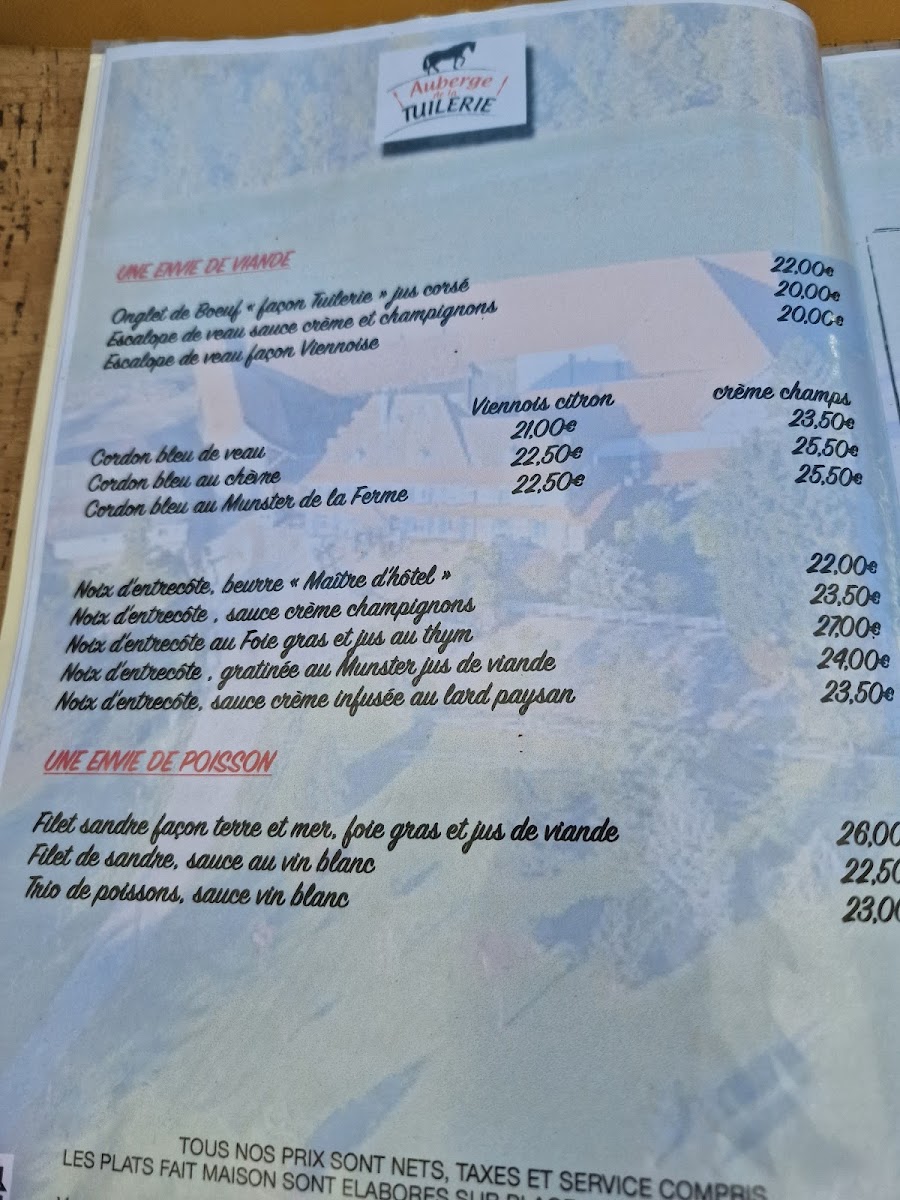 Auberge
de la
TUILERIE
UNE ENVIE DE VIANDE
Onglet de Boeuf « façon Tuilerie » jus corsé 22,00€
Escalope de veau sauce crème et champignons 20,00€
Escalope de veau façon Viennoise 20,00€
Viennois citron crème champs
Cordon bleu de veau 21,00€ 23,50€
Cordon bleu au chèvre 22,50€ 25,50€
Cordon bleu au Munster de la Ferme 22,50€ 25,50€
Noix d'entrecôte, beurre « Maître d'hôtel » 22,00€
Noix d'entrecôte , sauce crème champignons 23,50€
Noix d'entrecôte au Foie gras et jus au thym 27,00€
Noix d'entrecôte , gratinée au Munster jus de viande 24,00€
Noix d'entrecôte, sauce crème infusée au lard paysan 23,50€
UNE ENVIE DE POISSON
Filet sandre façon terre et mer, foie gras et jus de viande 26,00
Filet de sandre, sauce au vin blanc 22,50
Trio de poissons, sauce vin blanc 23,00
TOUS NOS PRIX SONT NETS, TAXES ET SERVICE COMPRIS
LES PLATS FAIT MAISON SONT ELABORES SUR PLACE